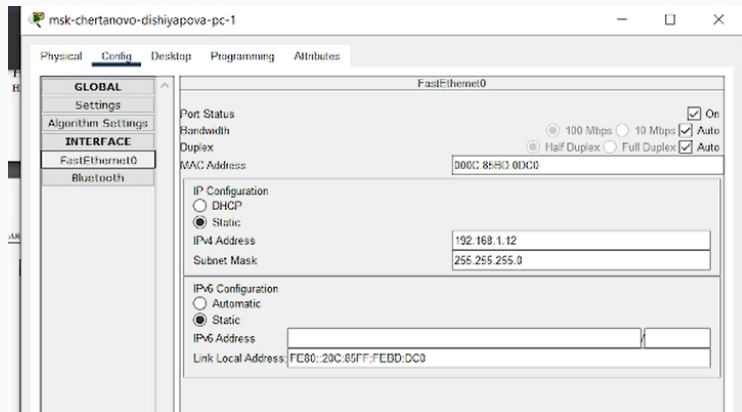 msk-chertanovo-dishiyapova-pc-1
Physical Config Desktop Programming Attributes
GLOBAL
Settings
Algorithm Settings
INTERFACE
FastEthernet0
Bluetooth
FastEthernet0
Port Status On
Bandwidth 100 Mbps 10 Mbps Auto
Duplex Half Duplex Full Duplex Auto
MAC Address 000C.85BD.0DC0
IP Configuration
DHCP
Static
IPv4 Address 192.168.1.12
Subnet Mask 255.255.255.0
IPv6 Configuration
Automatic
Static
IPv6 Address /
Link Local Address: FE80::20C:85FF:FEBD:DC0